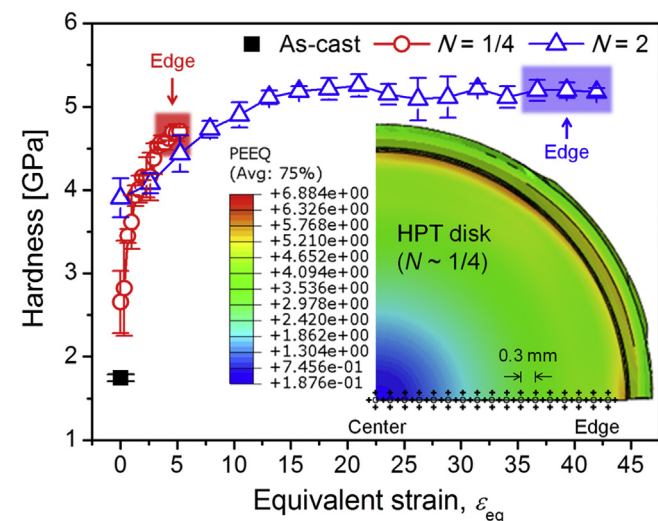 ■ As-cast ○ N = 1/4 △ N = 2
Edge
6
5
4
3
2
1
Hardness [GPa]
PEEQ
(Avg: 75%)
+6.884e+00
+6.326e+00
+5.768e+00
+5.210e+00
+4.652e+00
+4.094e+00
+3.536e+00
+2.978e+00
+2.420e+00
+1.862e+00
+1.304e+00
+7.456e-01
+1.876e-01
Edge
HPT disk
(N ~ 1/4)
0.3 mm
Center
Edge
0 5 10 15 20 25 30 35 40 45
Equivalent strain, εeq